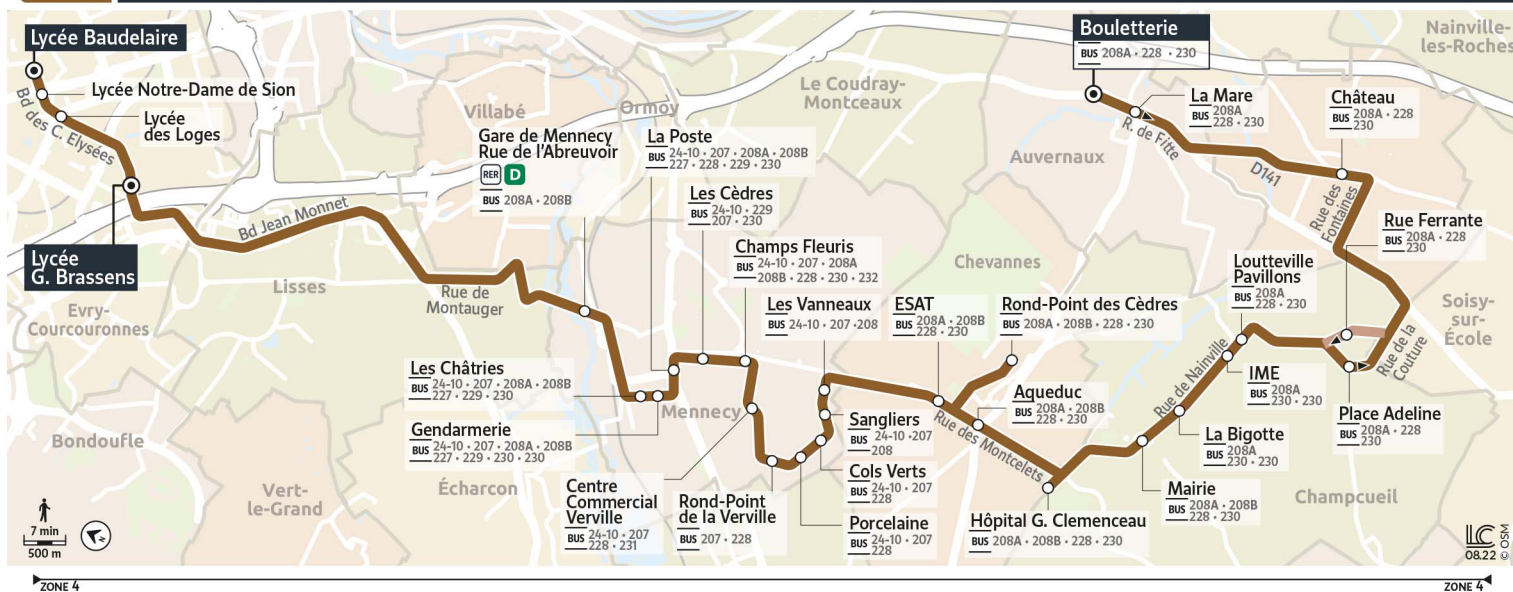 Lycée Baudelaire
Lycée Notre-Dame de Sion
Lycée
des Loges
Bd des C. Elysées
Lycée
G. Brassens
Bd Jean Monnet
Evry-
Courcouronnes
Lisses
Bondoufle
Vert-
le-Grand
Écharcon
Villabé
Ormoy
Rue de
Montauger
Gare de Mennecy
Rue de l'Abreuvoir
RER D
BUS 208A • 208B
La Poste
BUS 24-10 • 207 • 208A • 208B
227 • 228 • 229 • 230
Les Cèdres
BUS 24-10 • 229
207 • 230
Champs Fleuris
BUS 24-10 • 207 • 208A
208B • 228 • 230 • 232
Les Vanneaux
BUS 24-10 • 207 •208
Les Châtries
BUS 24-10 • 207 • 208A • 208B
227 • 229 • 230
Gendarmerie
BUS 24-10 • 207 • 208A • 208B
227 • 229 • 230 • 230
Mennecy
Centre
Commercial
Verville
BUS 24-10 • 207
228 • 231
Rond-Point
de la Verville
BUS 207 • 228
Sangliers
BUS 24-10 •207
208
Cols Verts
BUS 24-10 • 207
228
Porcelaine
BUS 24-10 • 207
228
Le Coudray-
Montceaux
Auvernaux
Chevannes
ESAT
BUS 208A • 208B
228 • 230
Rond-Point des Cèdres
BUS 208A • 208B • 228 • 230
Aqueduc
BUS 208A • 208B
228 • 230
Rue des Montcelets
Hôpital G. Clemenceau
BUS 208A • 208B • 228 • 230
Mairie
BUS 208A • 208B
228 • 230
La Bigotte
BUS 208A
230 • 230
Rue de Nainville
IME
BUS 208A
230 • 230
Loutteville
Pavillons
BUS 208A
228 • 230
Place Adeline
BUS 208A • 228
230
Rue de la
Couture
Rue Ferrante
BUS 208A • 228
230
Rue des
Fontaines
Château
BUS 208A • 228
230
D141
La Mare
BUS 208A
228 • 230
R. de Fitte
Bouletterie
BUS 208A • 228 • 230
Nainville-
les-Roches
Soisy-
sur-
École
Champcueil
7 min
500 m
N
LC
08.22
© OSM
ZONE 4
ZONE 4